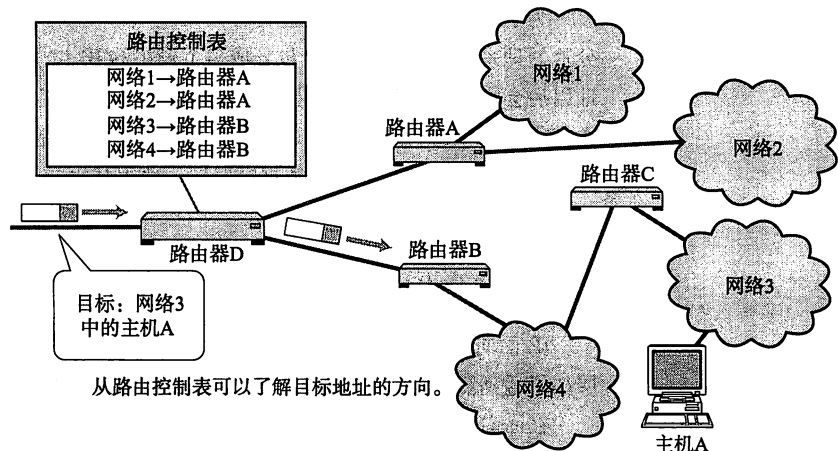 路由控制表
网络1→路由器A
网络2→路由器A
网络3→路由器B
网络4→路由器B
网络1
路由器A
网络2
路由器C
路由器D
路由器B
网络3
目标：网络3
中的主机A
从路由控制表可以了解目标地址的方向。
网络4
主机A